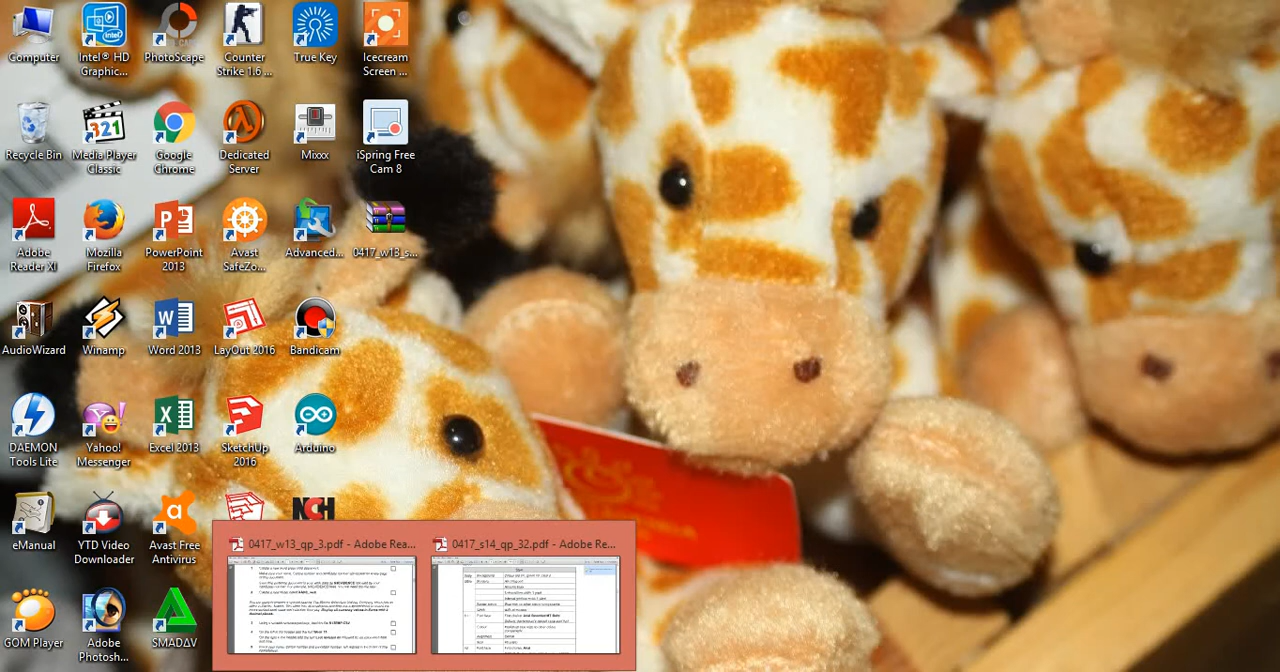 Computer
Intel® HD
Graphic...
PhotoScape
Counter
Strike 1.6 ...
True Key
Icecream
Screen ...
Recycle Bin
Media Player
Classic
Google
Chrome
Dedicated
Server
Mixxx
iSpring Free
Cam 8
Adobe
Reader XI
Mozilla
Firefox
PowerPoint
2013
Avast
SafeZo...
Advanced...
0417_w13_s...
AudioWizard
Winamp
Word 2013
LayOut 2016
Bandicam
DAEMON
Tools Lite
Yahoo!
Messenger
Excel 2013
SketchUp
2016
Arduino
eManual
YTD Video
Downloader
Avast Free
Antivirus
NCH
0417_w13_qp_3.pdf - Adobe Rea...
0417_s14_qp_32.pdf - Adobe Re...
GOM Player
Adobe
Photosh...
SMADΔV